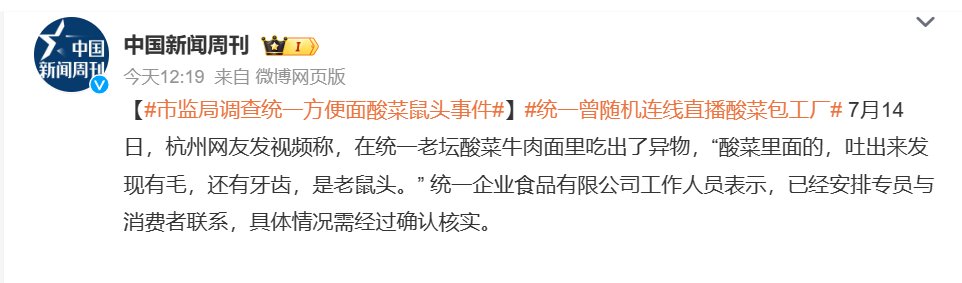 中国
新闻周刊
中国新闻周刊 I
今天12:19 来自 微博网页版
【#市监局调查统一方便面酸菜鼠头事件#】#统一曾随机连线直播酸菜包工厂# 7月14
日，杭州网友发视频称，在统一老坛酸菜牛肉面里吃出了异物，“酸菜里面的，吐出来发
现有毛，还有牙齿，是老鼠头。” 统一企业食品有限公司工作人员表示，已经安排专员与
消费者联系，具体情况需经过确认核实。